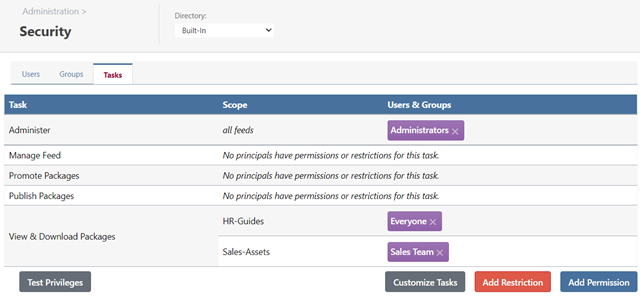 Administration >
Security
Directory:
Built-In
Users Groups Tasks
Task Scope Users & Groups
Administer all feeds Administrators ×
Manage Feed No principals have permissions or restrictions for this task.
Promote Packages No principals have permissions or restrictions for this task.
Publish Packages No principals have permissions or restrictions for this task.
View & Download Packages
HR-Guides Everyone ×
Sales-Assets Sales Team ×
Test Privileges Customize Tasks Add Restriction Add Permission